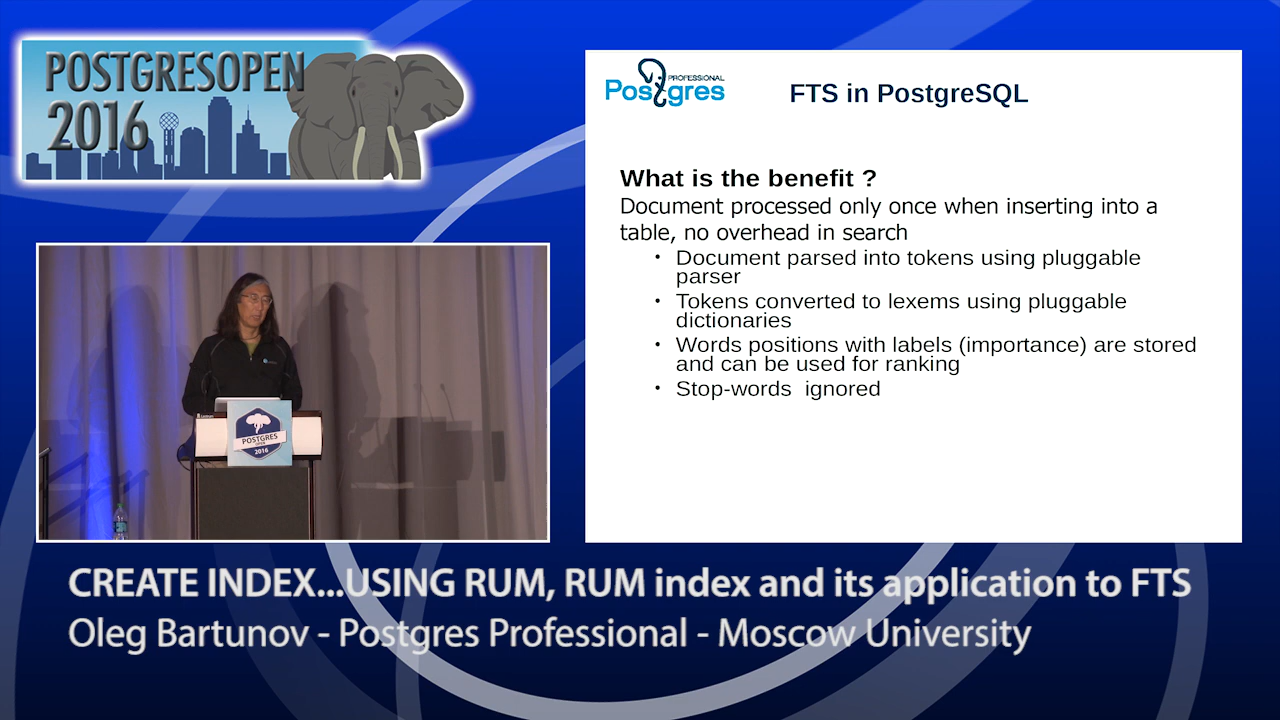 POSTGRESOPEN
2016
PROFESSIONAL
Postgres
FTS in PostgreSQL
What is the benefit ?
Document processed only once when inserting into a
table, no overhead in search
• Document parsed into tokens using pluggable
parser
• Tokens converted to lexems using pluggable
dictionaries
• Words positions with labels (importance) are stored
and can be used for ranking
• Stop-words ignored
POSTGRES
OPEN
2016
CREATE INDEX...USING RUM, RUM index and its application to FTS
Oleg Bartunov - Postgres Professional - Moscow University